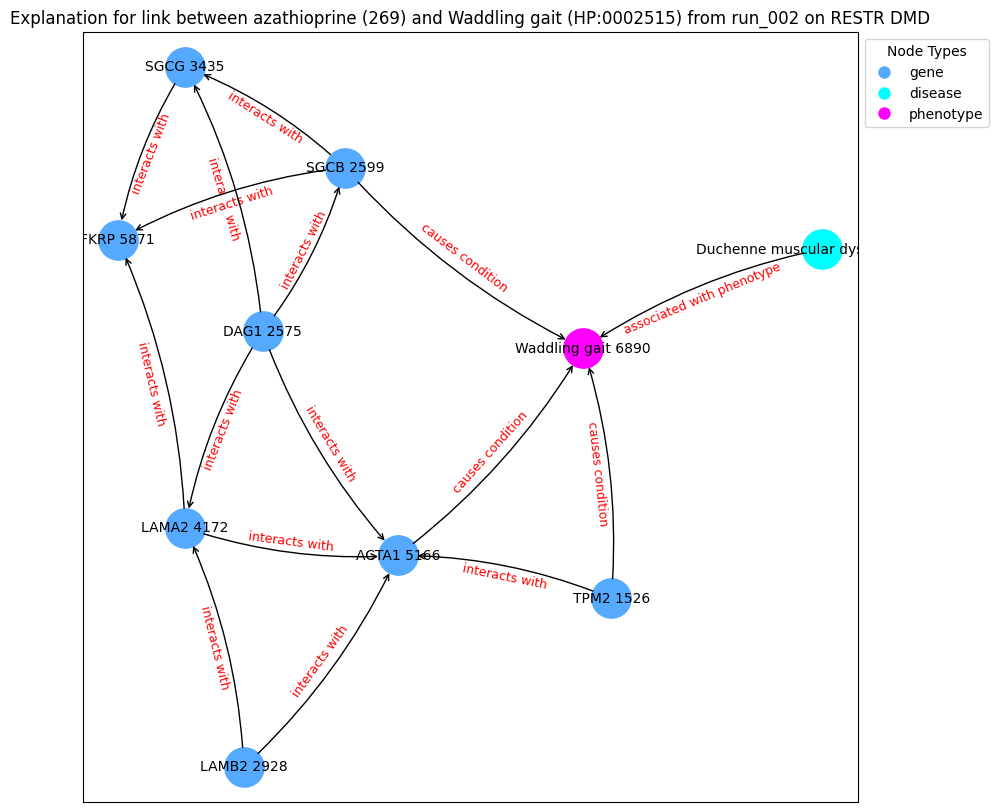 Explanation for link between azathioprine (269) and Waddling gait (HP:0002515) from run_002 on RESTR DMD
Node Types
gene
disease
phenotype
SGCG 3435
interacts with
interacts with
SGCB 2599
interacts with
interacts with
FKRP 5871
interacts with
causes condition
Duchenne muscular dys
associated with phenotype
DAG1 2575
Waddling gait 6890
interacts with
interacts with
interacts with
causes condition
causes condition
LAMA2 4172
interacts with
ACTA1 5166
interacts with
TPM2 1526
interacts with
interacts with
LAMB2 2928